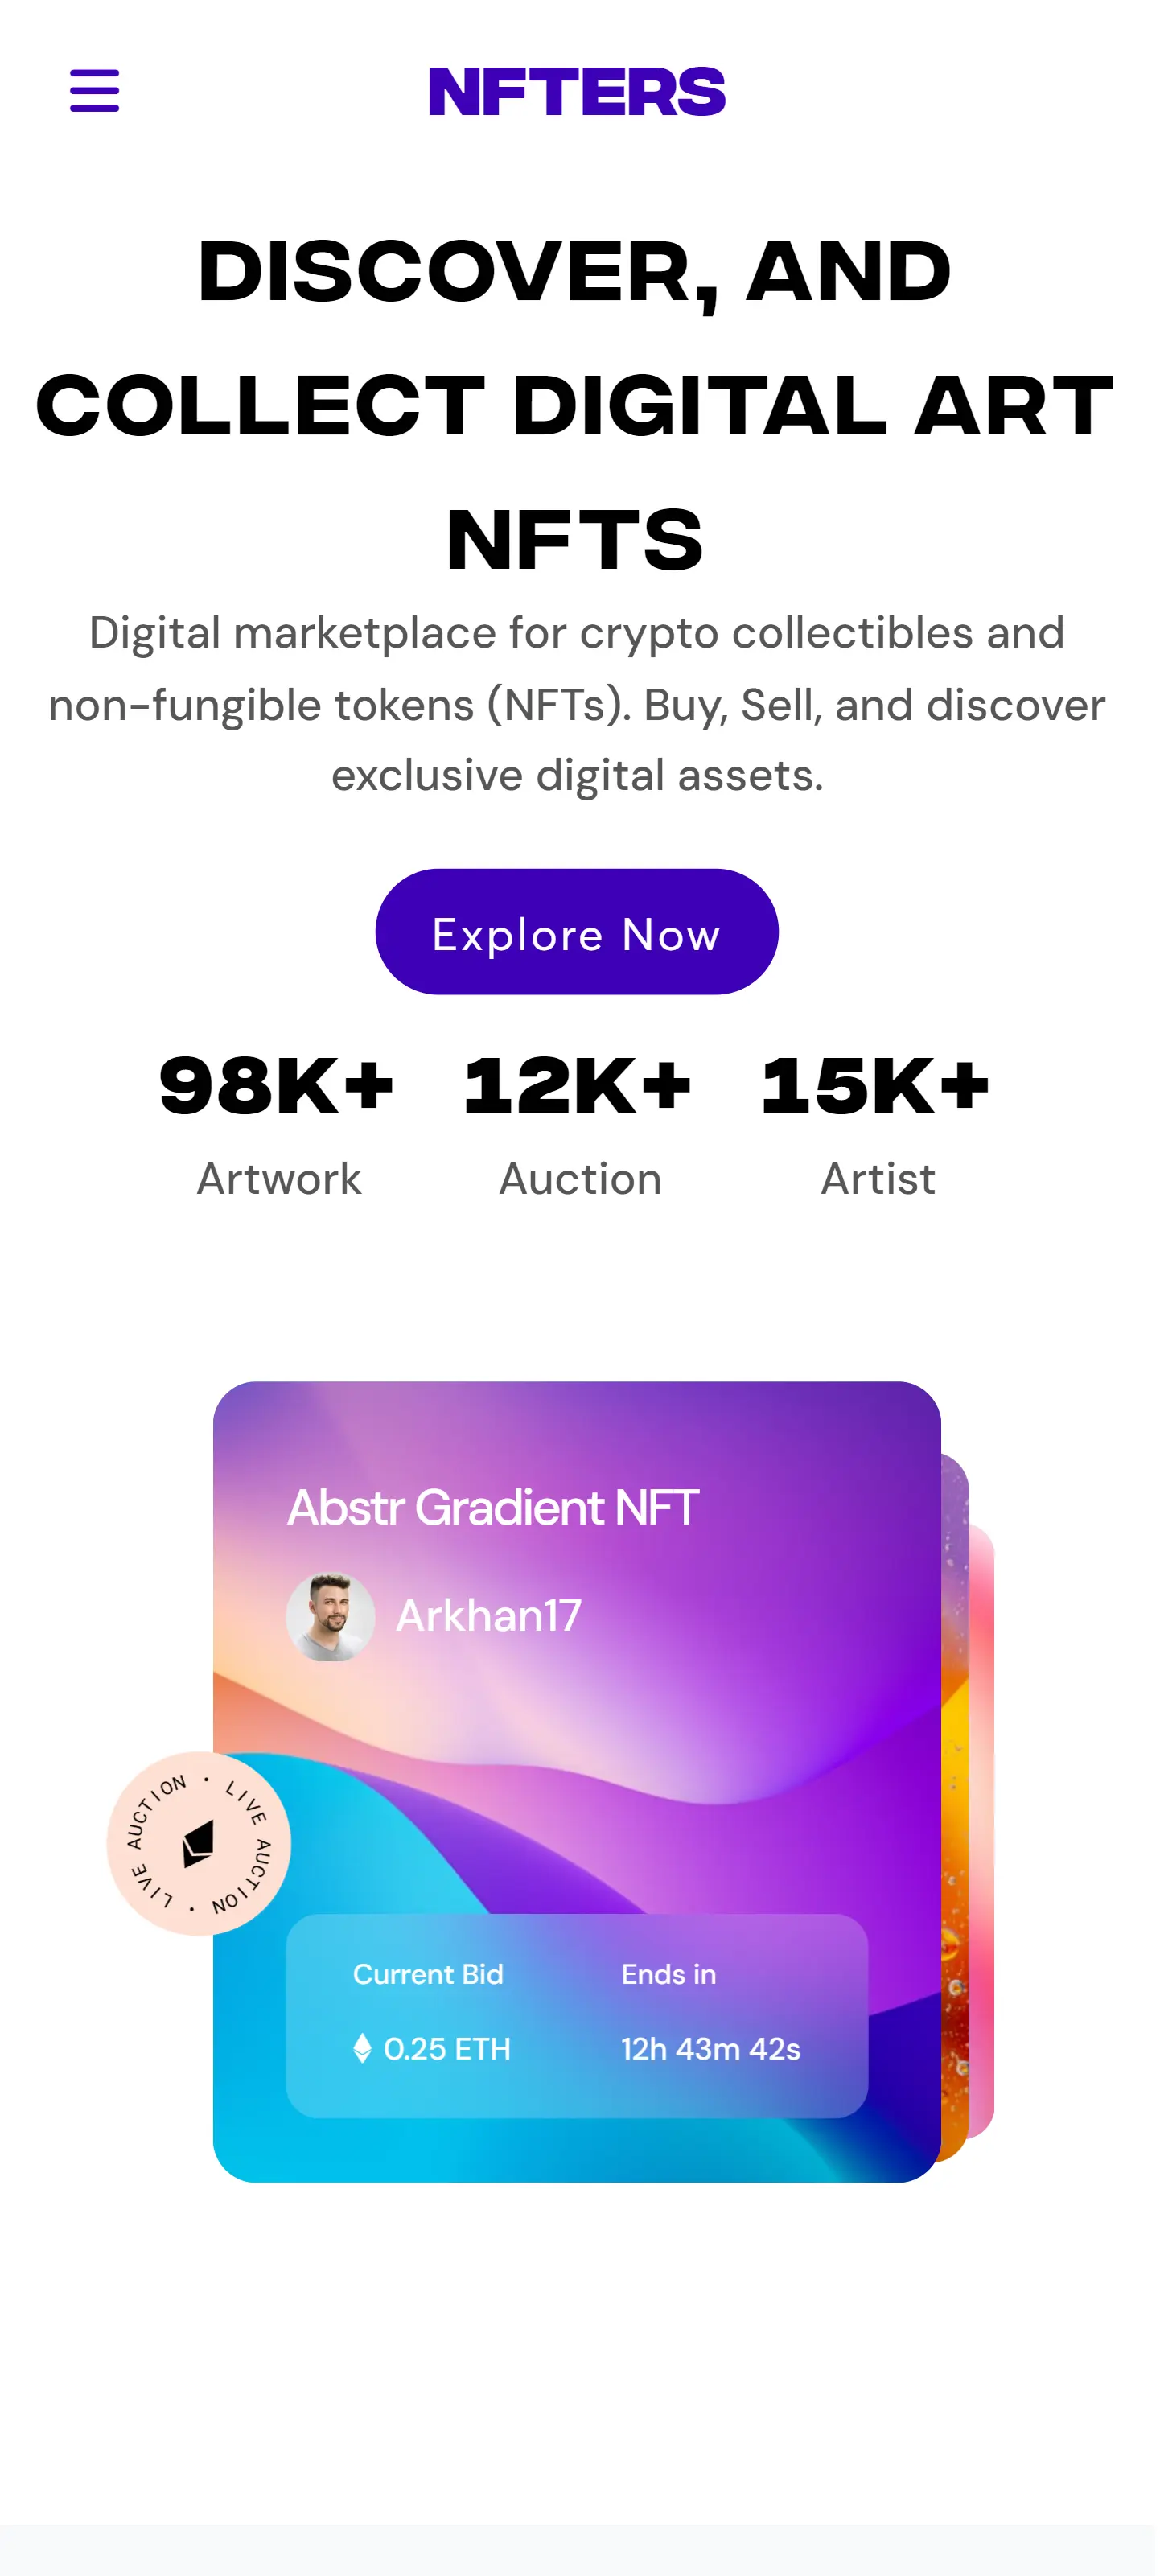 NFTERS
DISCOVER, AND
COLLECT DIGITAL ART
NFTS
Digital marketplace for crypto collectibles and
non-fungible tokens (NFTs). Buy, Sell, and discover
exclusive digital assets.
Explore Now
98K+ 12K+ 15K+
Artwork Auction Artist
Abstr Gradient NFT
Arkhan17
LIVE AUCTION • LIVE AUCTION •
Current Bid Ends in
0.25 ETH 12h 43m 42s